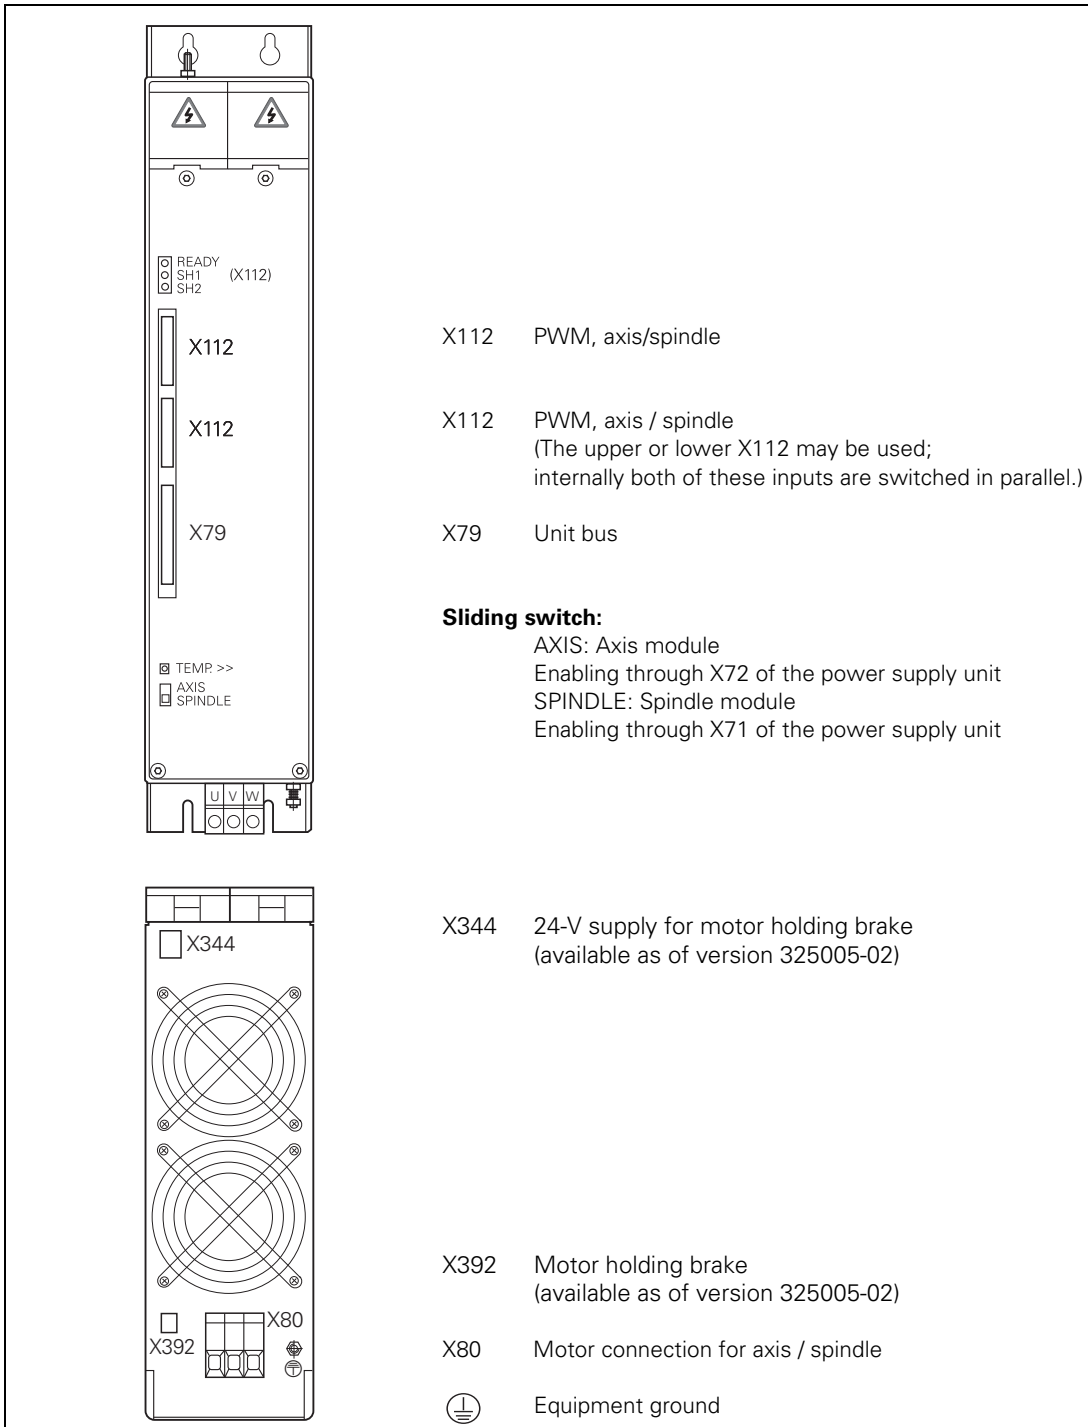 READY
SH1 (X112)
SH2
X112
X112 PWM, axis/spindle
X112
X112 PWM, axis / spindle
(The upper or lower X112 may be used;
internally both of these inputs are switched in parallel.)
X79
X79 Unit bus
Sliding switch:
AXIS: Axis module
Enabling through X72 of the power supply unit
SPINDLE: Spindle module
Enabling through X71 of the power supply unit
TEMP. >>
AXIS
SPINDLE
U V W
X344
X344 24-V supply for motor holding brake
(available as of version 325005-02)
X392 Motor holding brake
(available as of version 325005-02)
X80
X392
X80 Motor connection for axis / spindle
Equipment ground